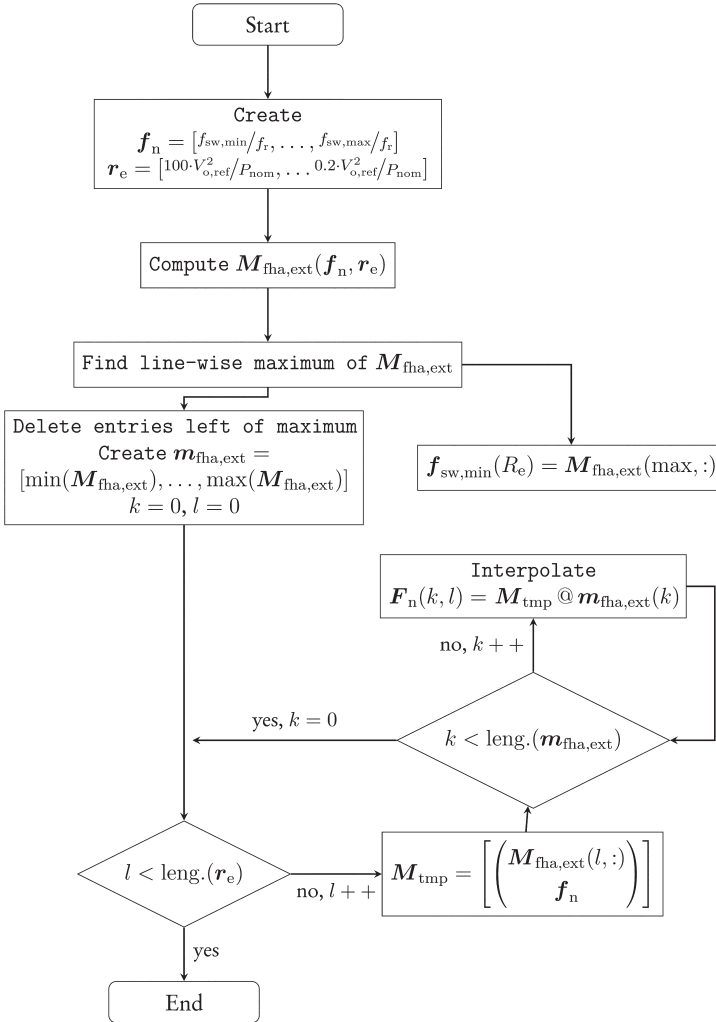 Start
Create
f_n = [f_sw,min/f_r, . . . , f_sw,max/f_r]
r_e = [100·V²_o,ref/P_nom, . . . 0.2·V²_o,ref/P_nom]
Compute M_fha,ext(f_n, r_e)
Find line-wise maximum of M_fha,ext
Delete entries left of maximum
Create m_fha,ext =
[min(M_fha,ext), . . . , max(M_fha,ext)]
k = 0, l = 0
f_sw,min(R_e) = M_fha,ext(max, :)
Interpolate
F_n(k, l) = M_tmp @ m_fha,ext(k)
no, k + +
yes, k = 0
k < leng.(m_fha,ext)
l < leng.(r_e)
no, l + +
M_tmp = [(M_fha,ext(l, :)
f_n)]
yes
End